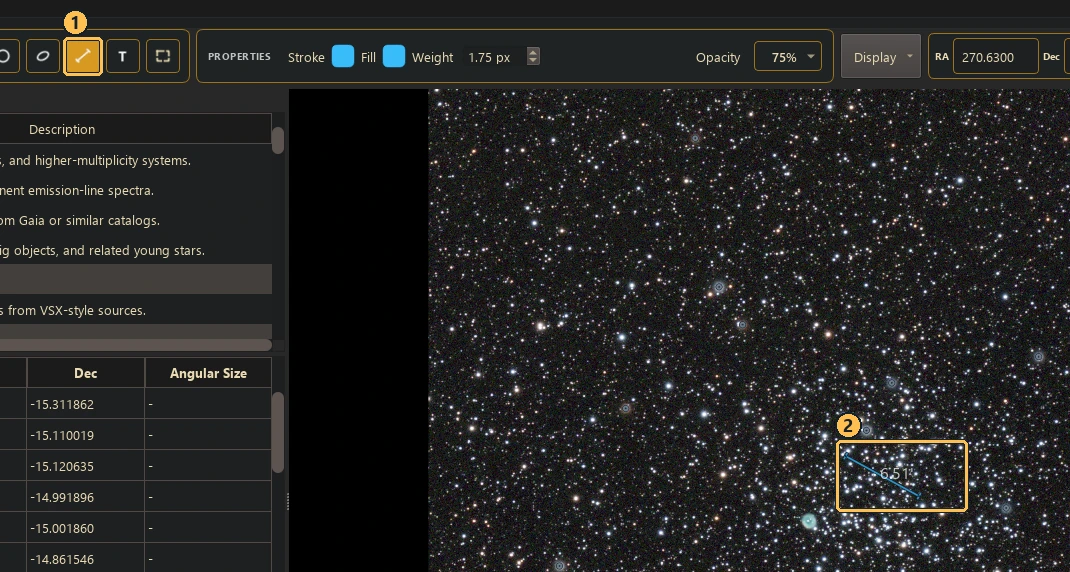 1
T
PROPERTIES Stroke Fill Weight 1.75 px Opacity 75% Display RA 270.6300 Dec
Description
s, and higher-multiplicity systems.
nent emission-line spectra.
om Gaia or similar catalogs.
ig objects, and related young stars.
s from VSX-style sources.
Dec Angular Size
-15.311862 -
-15.110019 -
-15.120635 -
-14.991896 -
-15.001860 -
-14.861546 -
2
6.51'